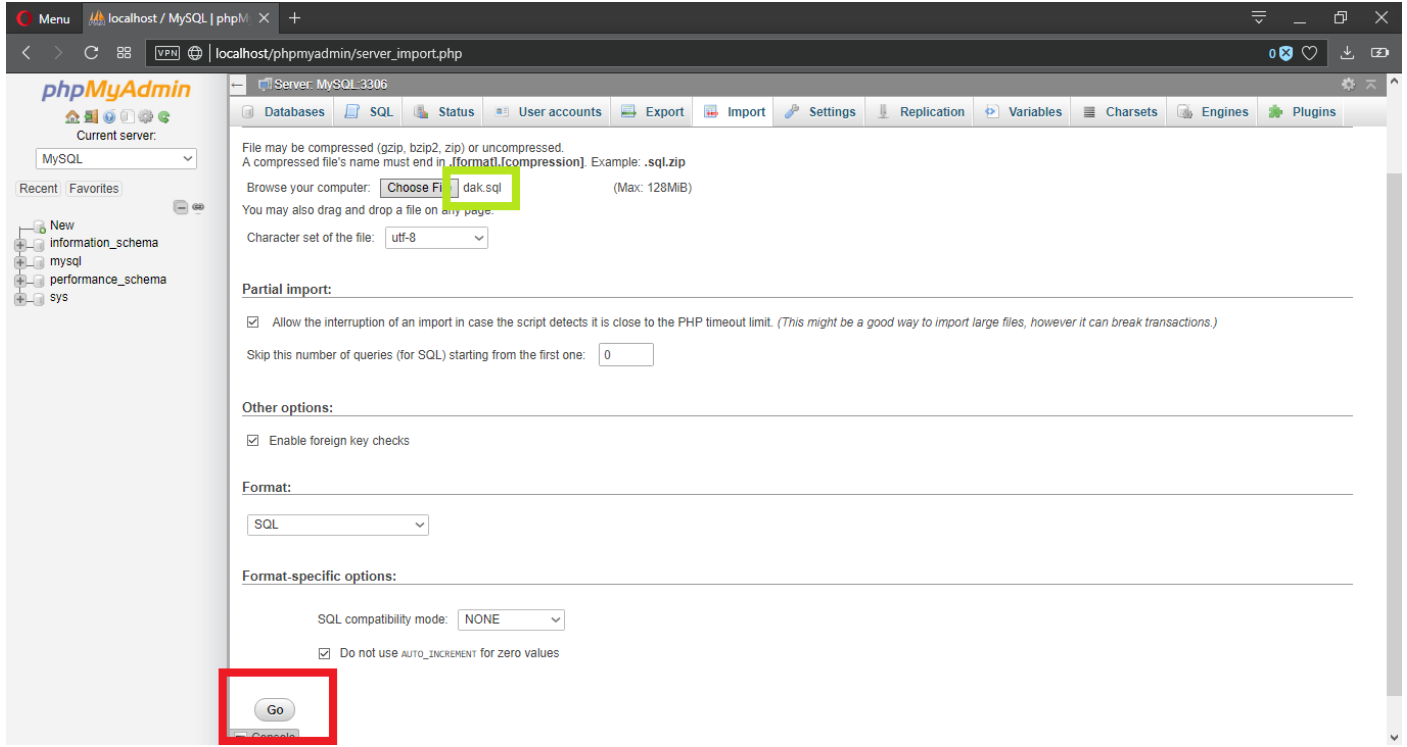 Menu localhost / MySQL | phpM
VPN localhost/phpmyadmin/server_import.php 0
phpMyAdmin
Current server:
MySQL
Recent Favorites
New
information_schema
mysql
performance_schema
sys
Server: MySQL:3306
Databases SQL Status User accounts Export Import Settings Replication Variables Charsets Engines Plugins
File may be compressed (gzip, bzip2, zip) or uncompressed.
A compressed file's name must end in .[format].[compression]. Example: .sql.zip
Browse your computer: Choose File dak.sql (Max: 128MiB)
You may also drag and drop a file on any page.
Character set of the file: utf-8
Partial import:
Allow the interruption of an import in case the script detects it is close to the PHP timeout limit. (This might be a good way to import large files, however it can break transactions.)
Skip this number of queries (for SQL) starting from the first one: 0
Other options:
Enable foreign key checks
Format:
SQL
Format-specific options:
SQL compatibility mode: NONE
Do not use AUTO_INCREMENT for zero values
Go
Console